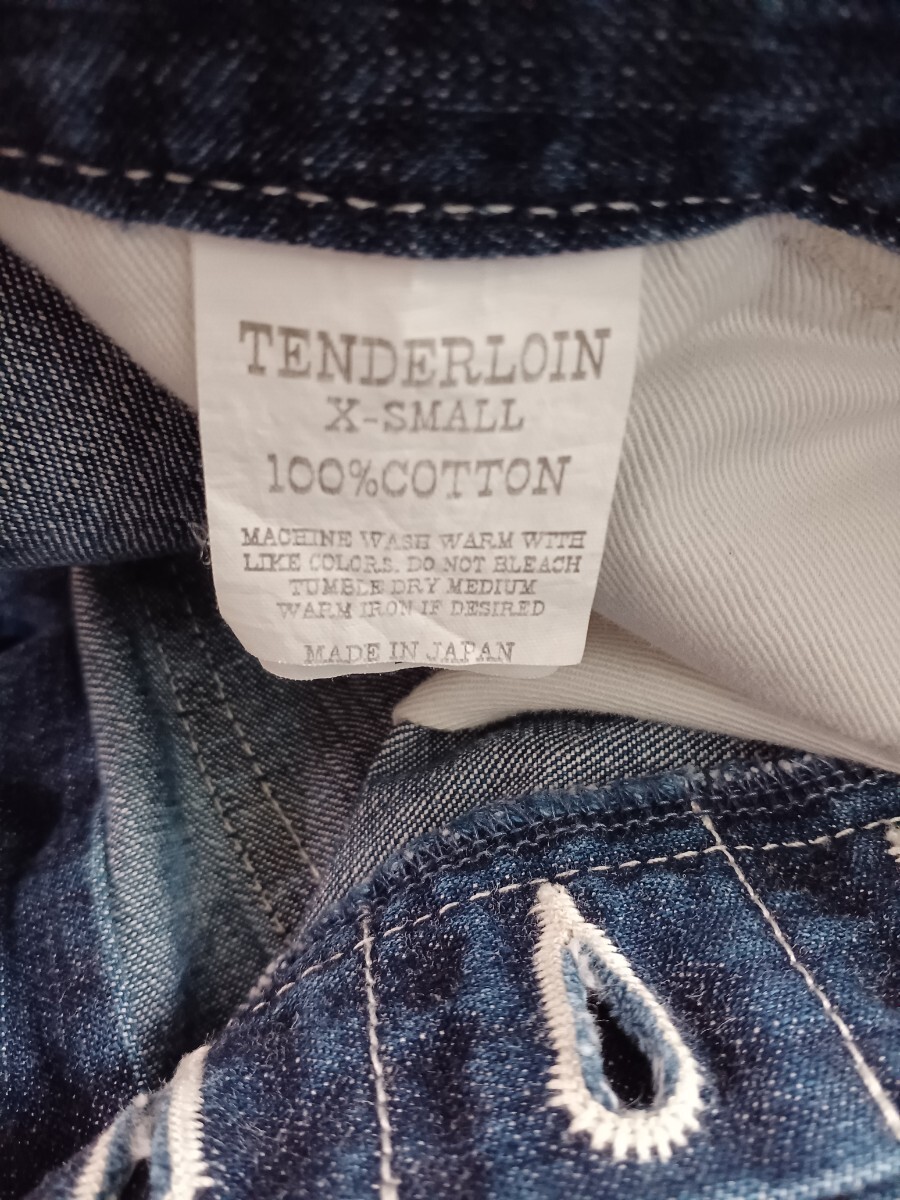 TENDERLOIN
X-SMALL
100%COTTON
MACHINE WASH WARM WITH
LIKE COLORS. DO NOT BLEACH
TUMBLE DRY MEDIUM
WARM IRON IF DESIRED
MADE IN JAPAN